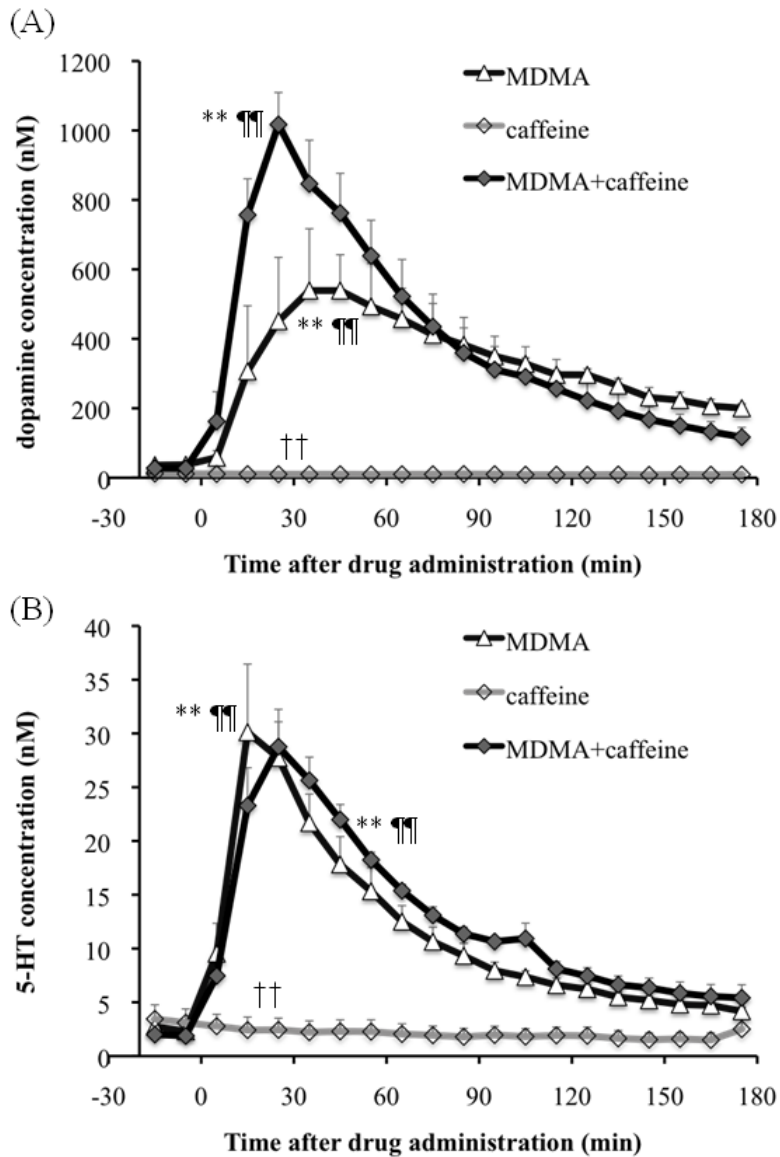 (A)
1200
1000
800
600
400
200
0
dopamine concentration (nM)
MDMA
caffeine
MDMA+caffeine
** ¶¶
** ¶¶
††
-30 0 30 60 90 120 150 180
Time after drug administration (min)
(B)
40
35
30
25
20
15
10
5
0
5-HT concentration (nM)
MDMA
caffeine
MDMA+caffeine
** ¶¶
** ¶¶
††
-30 0 30 60 90 120 150 180
Time after drug administration (min)